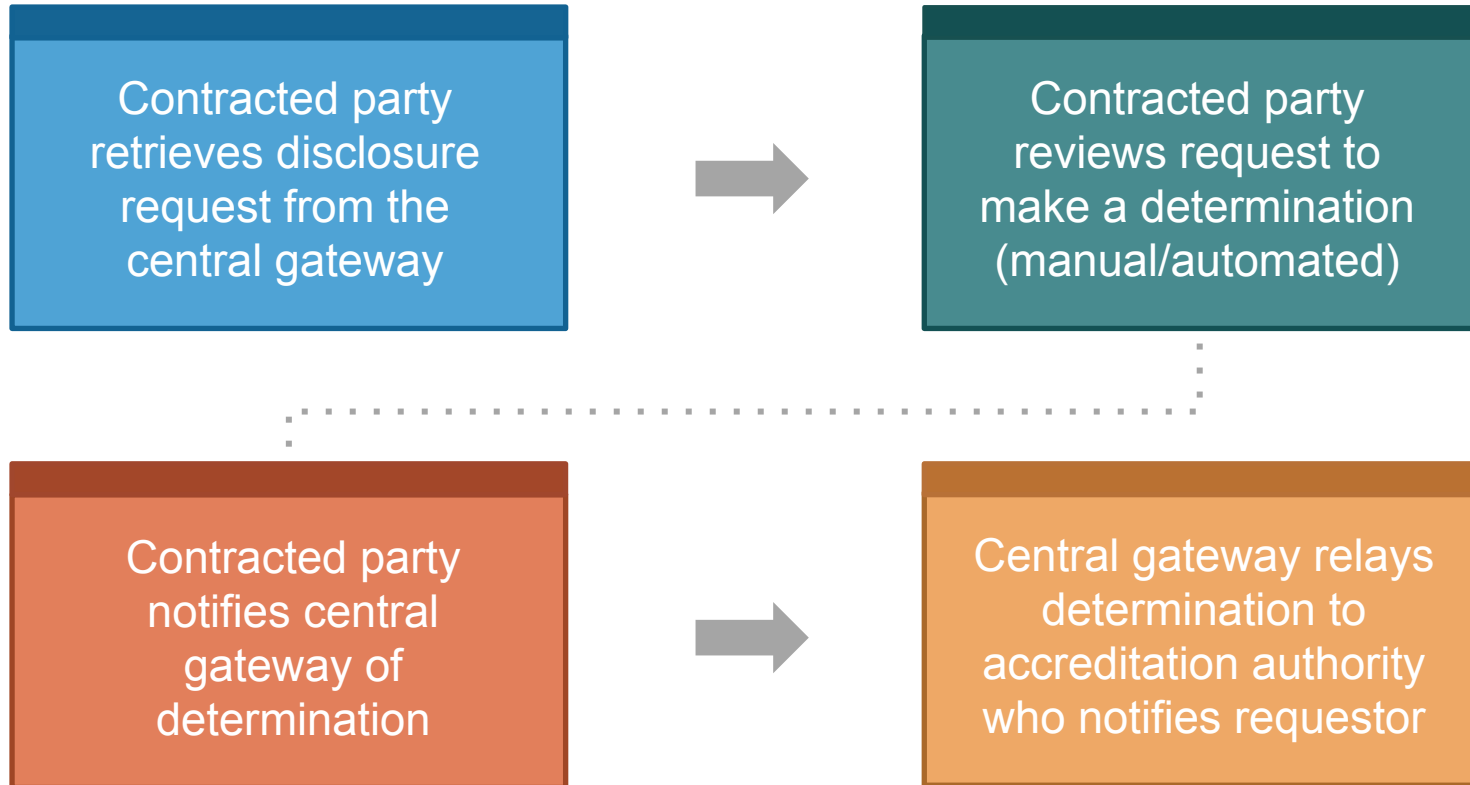 Contracted party
retrieves disclosure
request from the
central gateway
Contracted party
reviews request to
make a determination
(manual/automated)
Contracted party
notifies central
gateway of
determination
Central gateway relays
determination to
accreditation authority
who notifies requestor